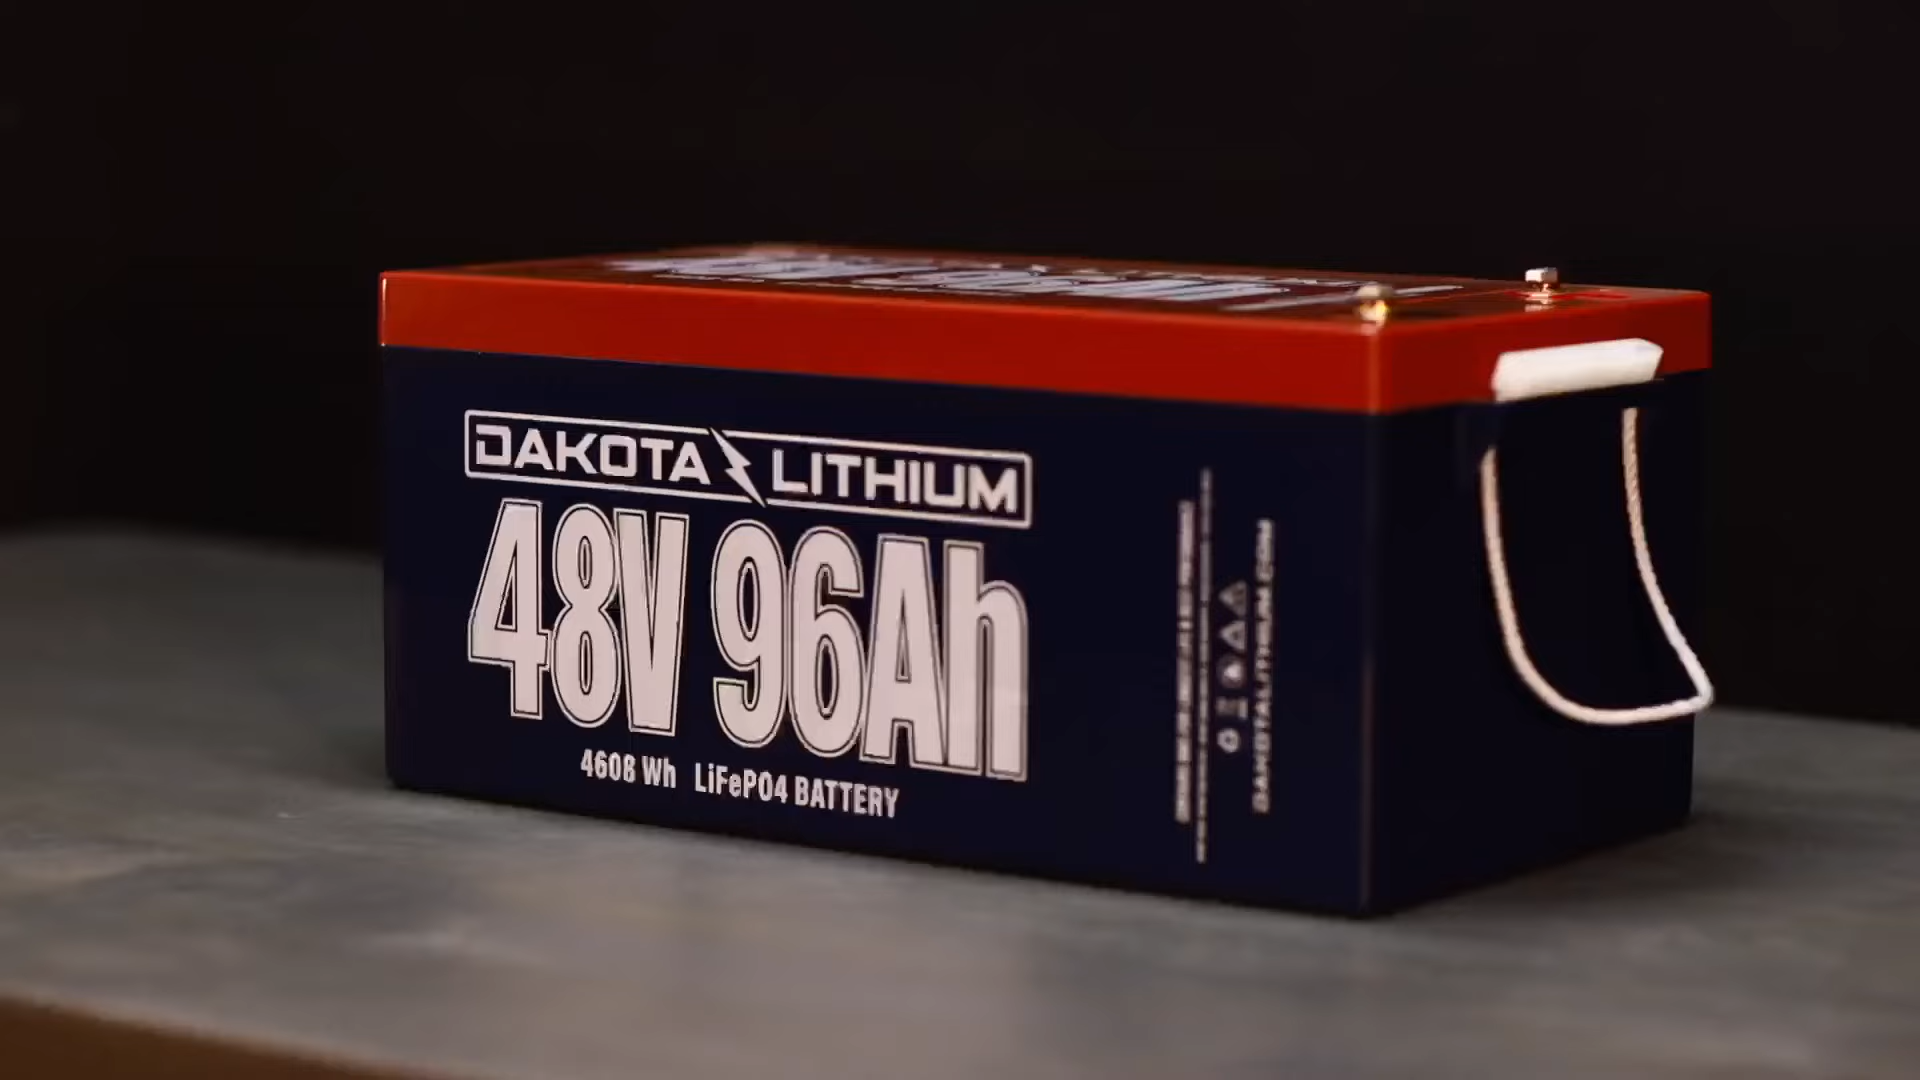 DAKOTA LITHIUM
48V 96Ah
4608 Wh LiFePO4 BATTERY
DAKOTALITHIUM.COM